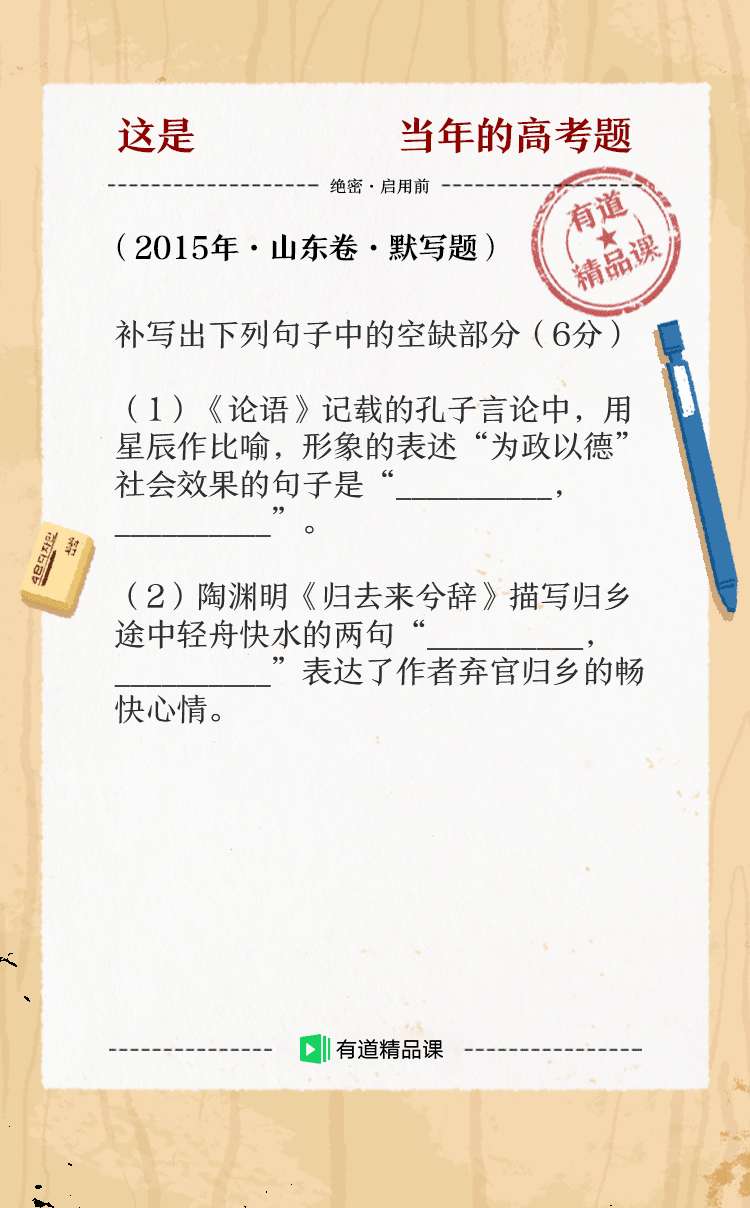 这是 当年的高考题
绝密·启用前
有道
精品课
（2015年·山东卷·默写题）
补写出下列句子中的空缺部分（6分）
（1）《论语》记载的孔子言论中，用
星辰作比喻，形象的表述“为政以德”
社会效果的句子是“__________，
__________”。
（2）陶渊明《归去来兮辞》描写归乡
途中轻舟快水的两句“__________，
__________”表达了作者弃官归乡的畅
快心情。
有道精品课